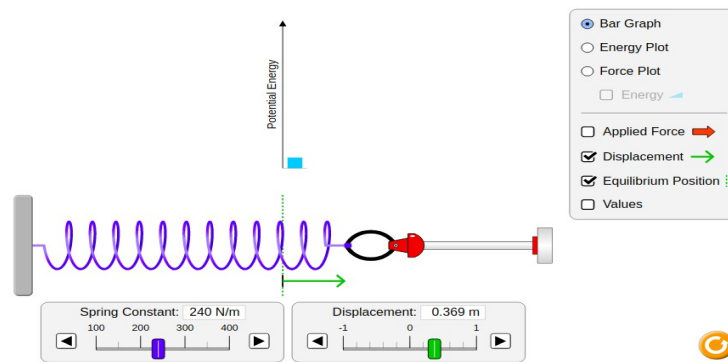 Potential Energy
Bar Graph
Energy Plot
Force Plot
Energy
Applied Force
Displacement
Equilibrium Position
Values
Spring Constant: 240 N/m
100 200 300 400
Displacement: 0.369 m
-1 0 1